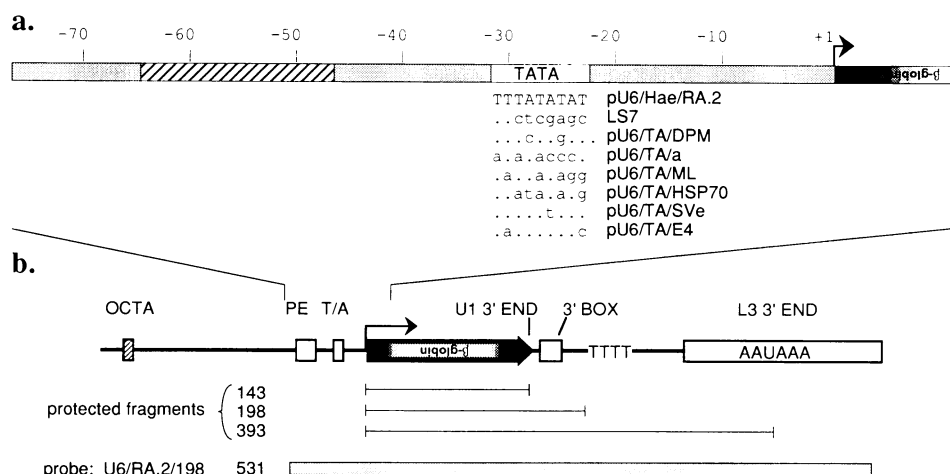 a.
-70 -60 -50 -40 -30 -20 -10 +1
TATA β-globin
TTTATATAT pU6/Hae/RA.2
..ctcgagc LS7
...c..g... pU6/TA/DPM
a.a.accc. pU6/TA/a
.a..a.agg pU6/TA/ML
..ata.a.g pU6/TA/HSP70
.....t... pU6/TA/SVe
.a......c pU6/TA/E4
b.
OCTA PE T/A U1 3' END 3' BOX L3 3' END
β-globin TTTT AAUAAA
143
protected fragments 198
393
probe: U6/RA.2/198 531